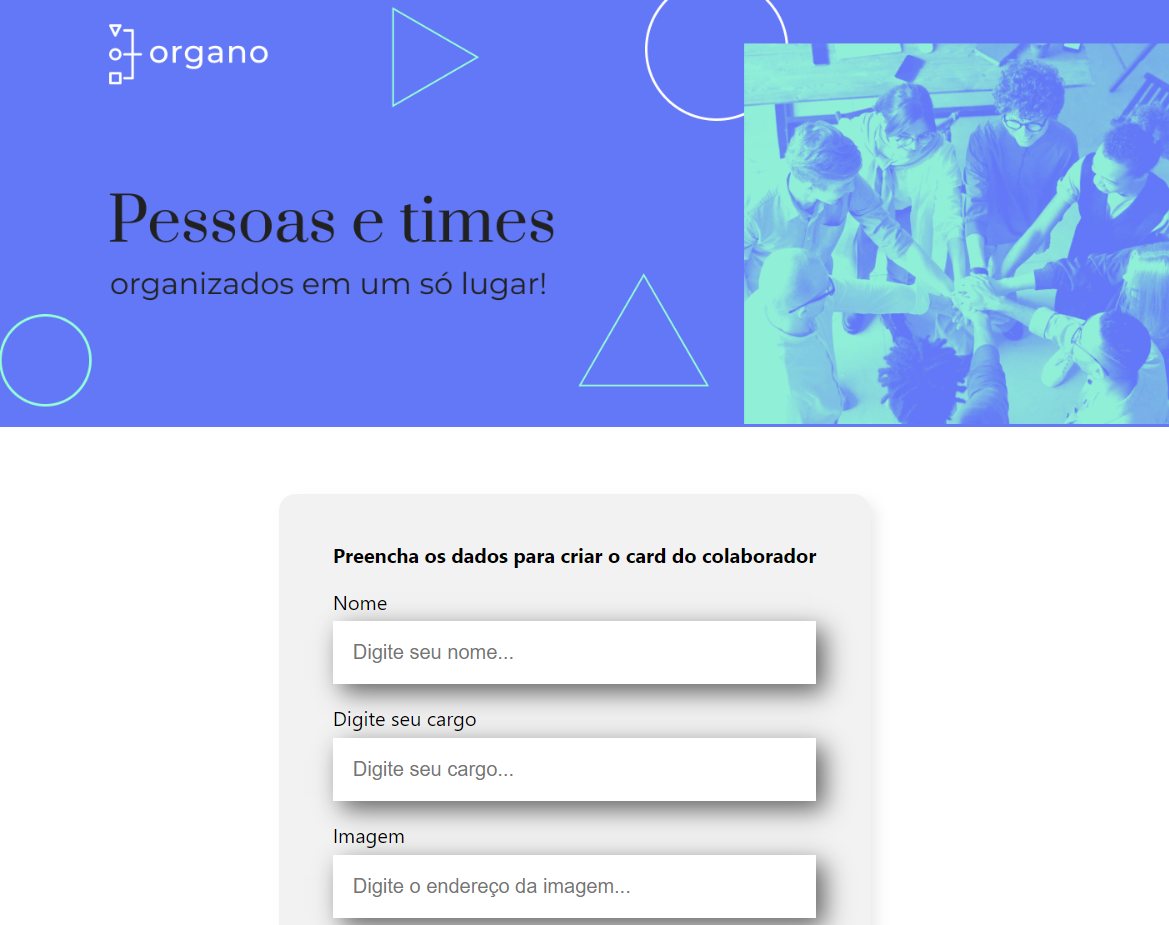 organo
Pessoas e times
organizados em um só lugar!
Preencha os dados para criar o card do colaborador
Nome
Digite seu nome...
Digite seu cargo
Digite seu cargo...
Imagem
Digite o endereço da imagem...